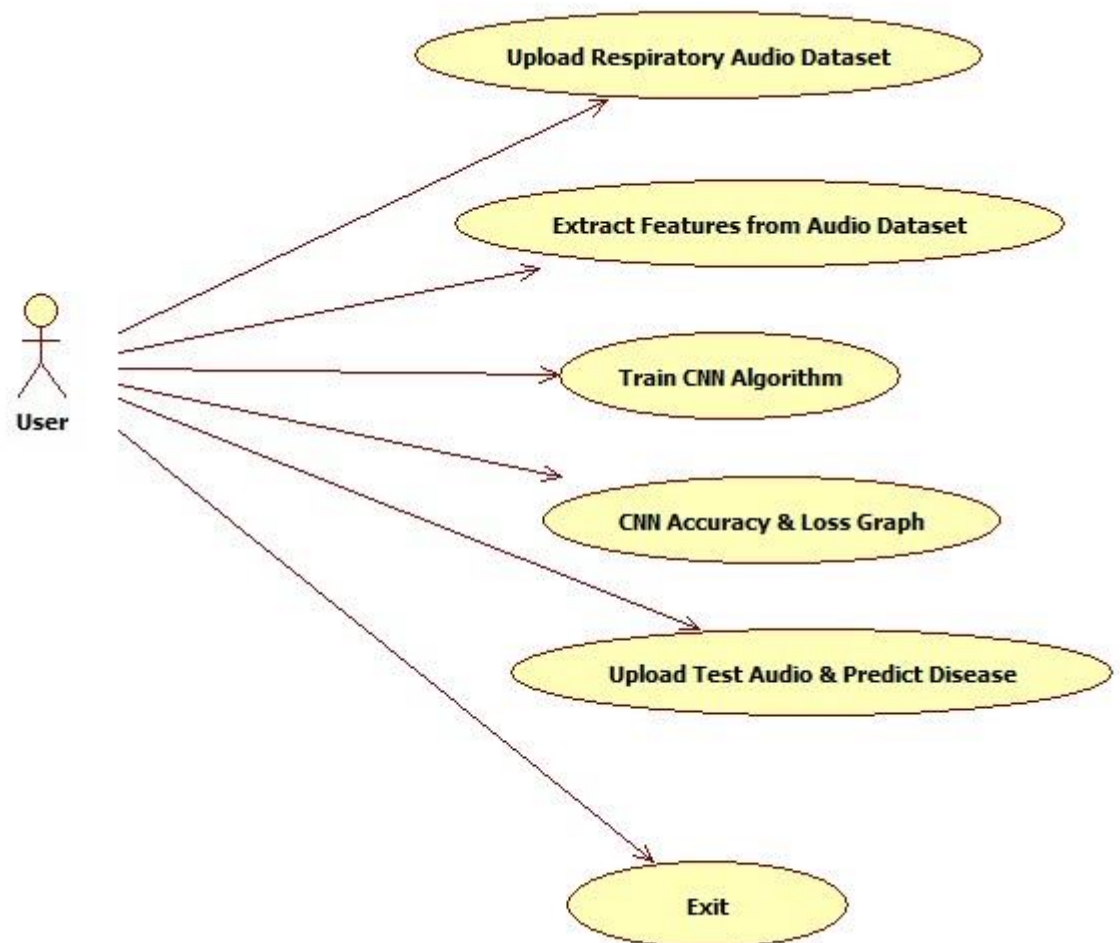 Upload Respiratory Audio Dataset
Extract Features from Audio Dataset
Train CNN Algorithm
User
CNN Accuracy & Loss Graph
Upload Test Audio & Predict Disease
Exit